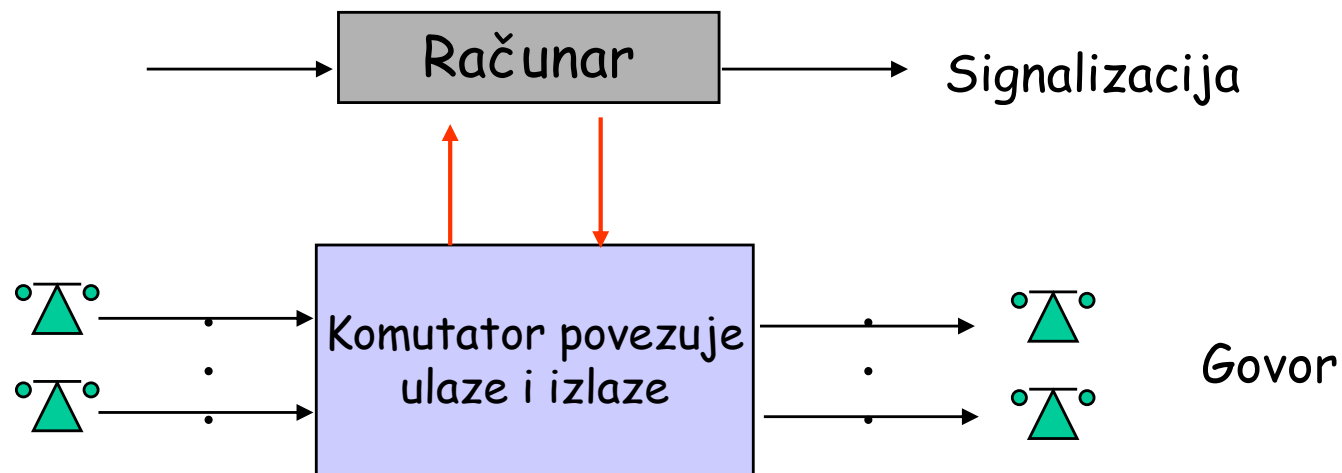 Računar
Signalizacija
Komutator povezuje
ulaze i izlaze
Govor